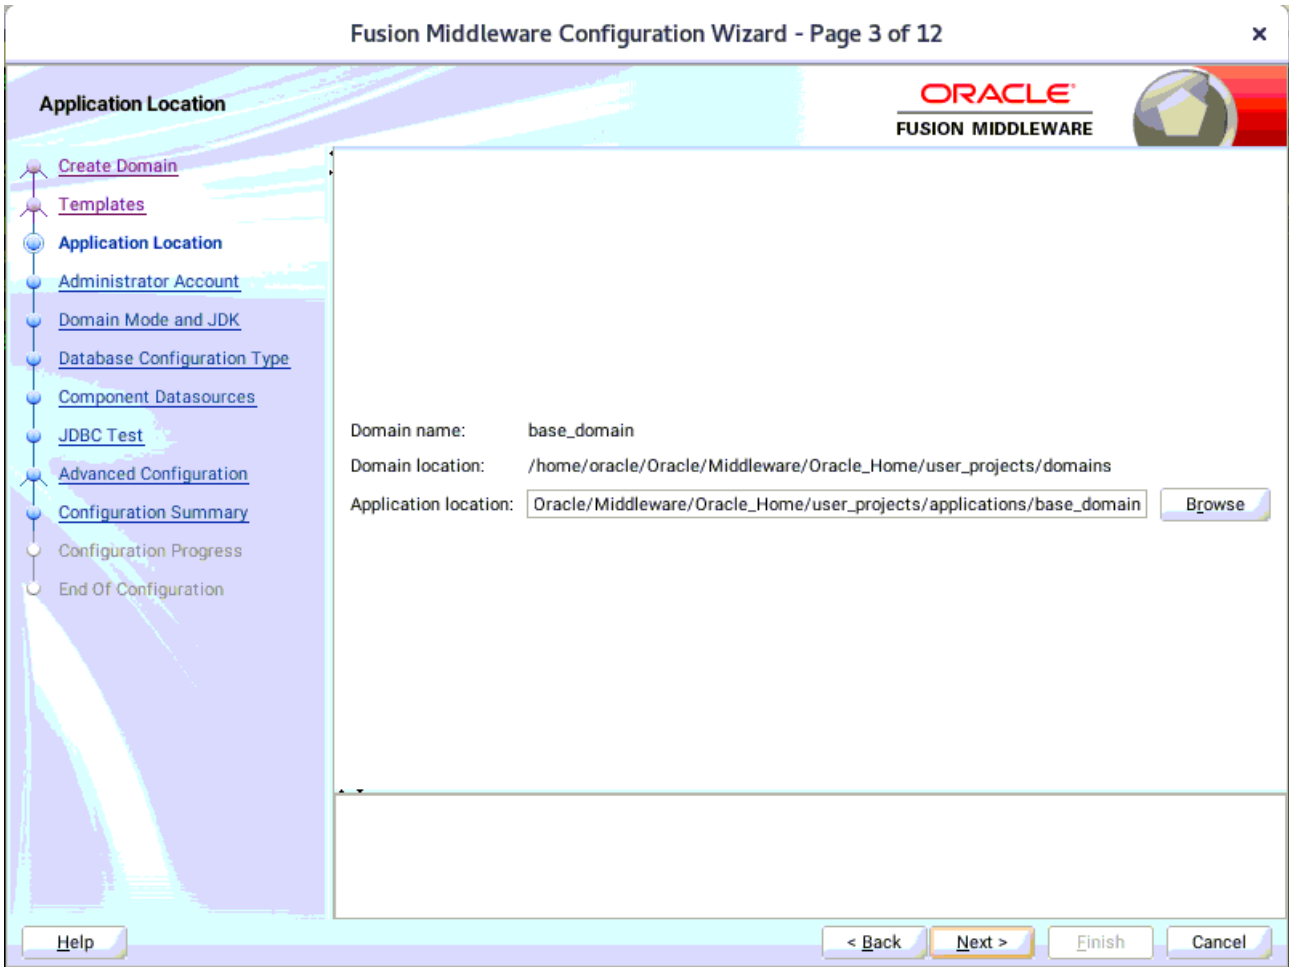 Fusion Middleware Configuration Wizard - Page 3 of 12
Application Location
ORACLE
FUSION MIDDLEWARE
Create Domain
Templates
Application Location
Administrator Account
Domain Mode and JDK
Database Configuration Type
Component Datasources
JDBC Test
Advanced Configuration
Configuration Summary
Configuration Progress
End Of Configuration
Domain name: base_domain
Domain location: /home/oracle/Oracle/Middleware/Oracle_Home/user_projects/domains
Application location: Oracle/Middleware/Oracle_Home/user_projects/applications/base_domain Browse
Help < Back Next > Finish Cancel